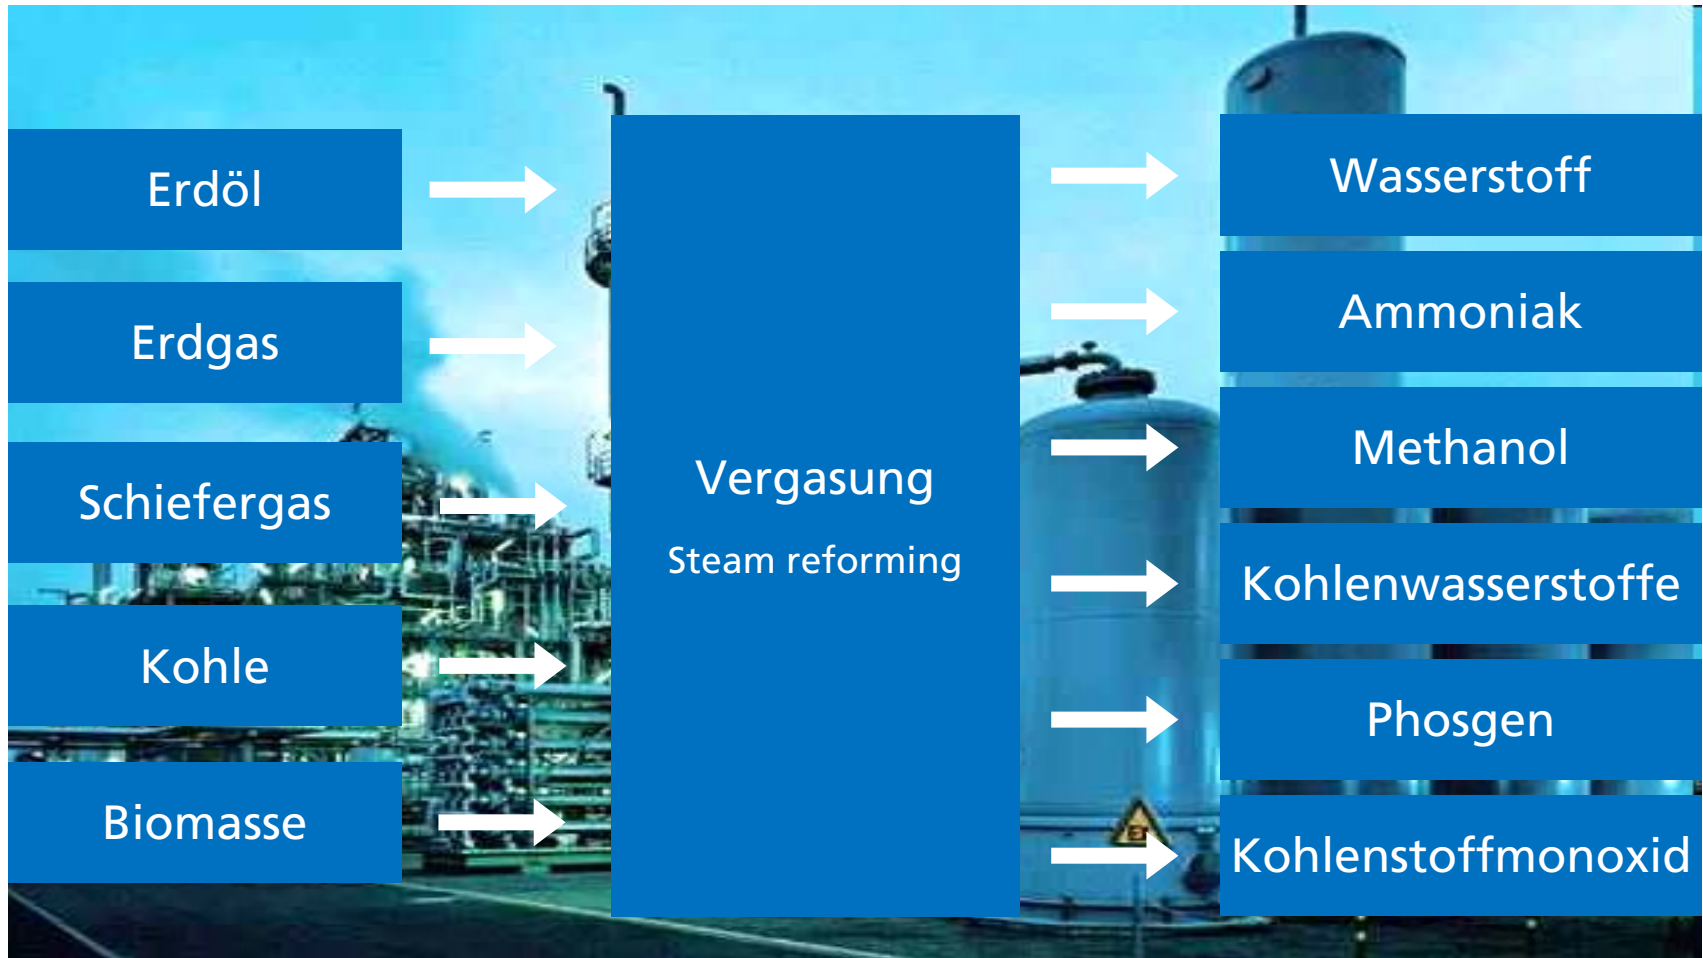 Erdöl
Erdgas
Schiefergas
Kohle
Biomasse
Vergasung
Steam reforming
Wasserstoff
Ammoniak
Methanol
Kohlenwasserstoffe
Phosgen
Kohlenstoffmonoxid